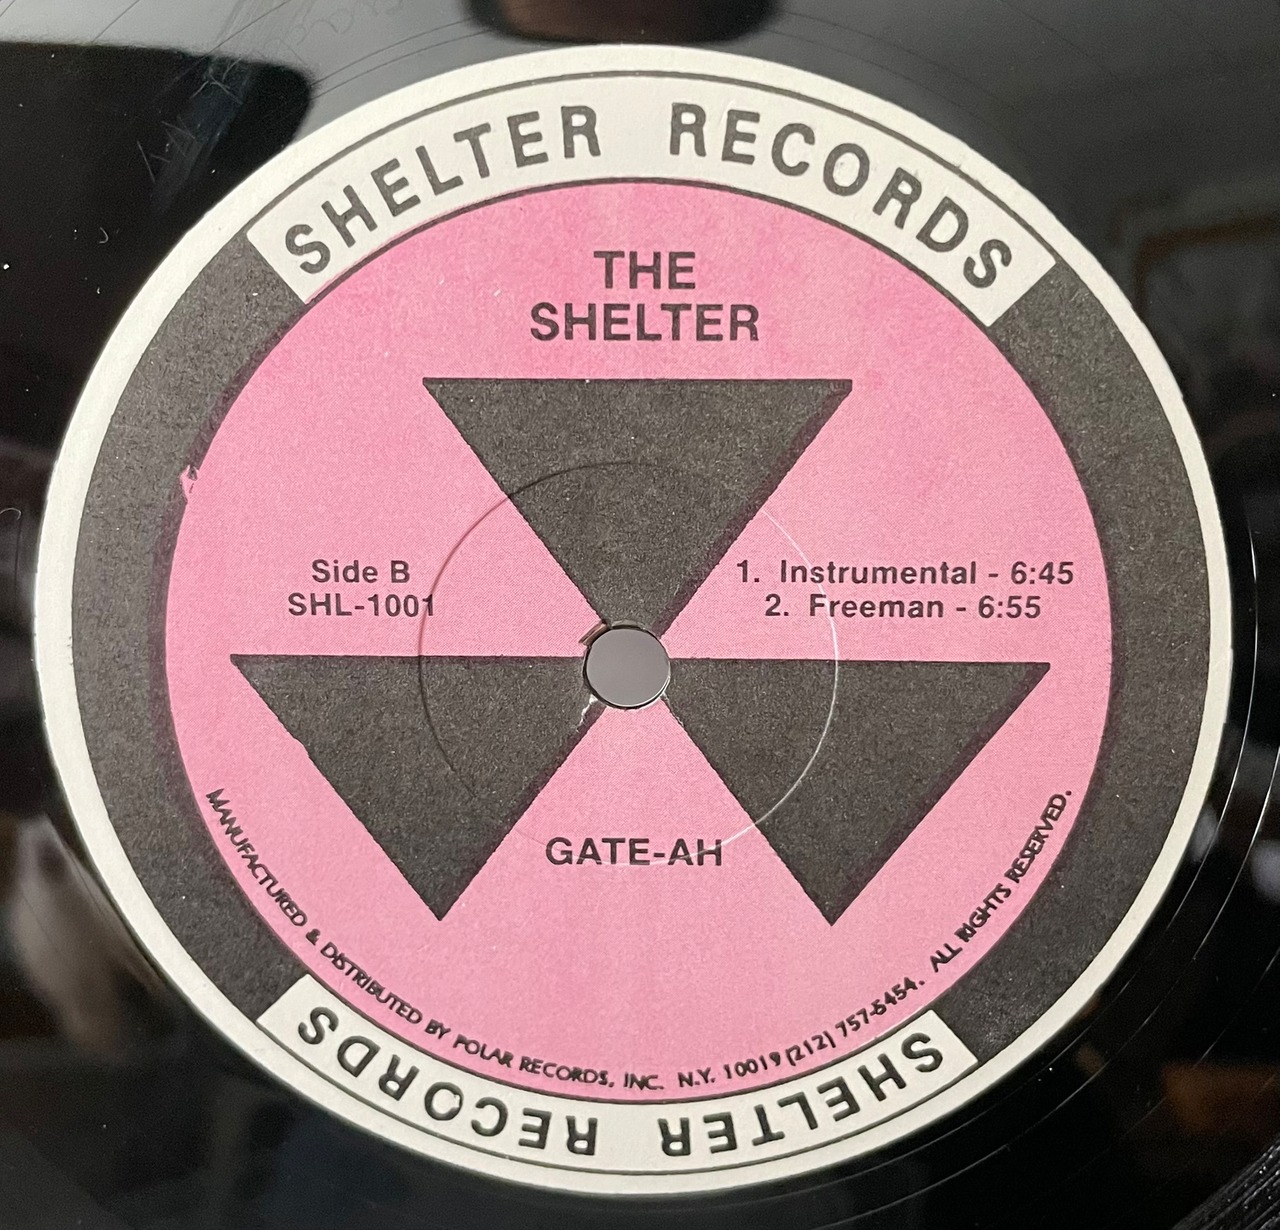 SHELTER RECORDS
THE
SHELTER
Side B
SHL-1001
1. Instrumental - 6:45
2. Freeman - 6:55
GATE-AH
MANUFACTURED & DISTRIBUTED BY POLAR RECORDS, INC. N.Y. 10019 (212) 757-5454. ALL RIGHTS RESERVED.
SHELTER RECORDS